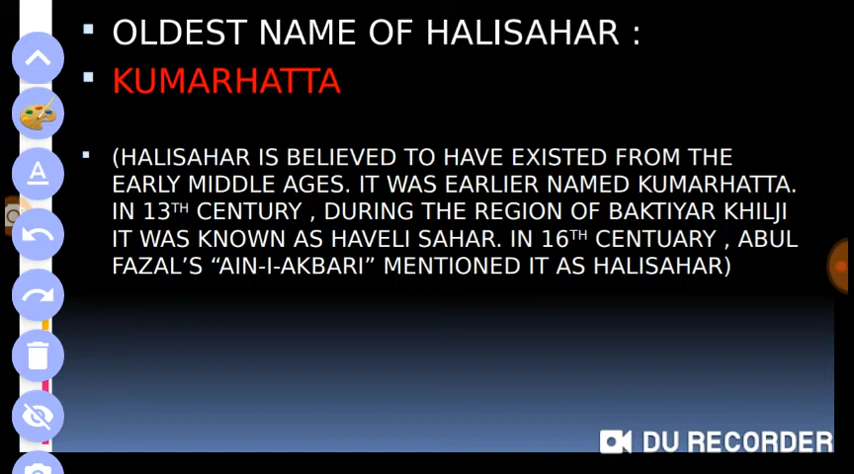 OLDEST NAME OF HALISAHAR :
KUMARHATTA
(HALISAHAR IS BELIEVED TO HAVE EXISTED FROM THE
EARLY MIDDLE AGES. IT WAS EARLIER NAMED KUMARHATTA.
IN 13TH CENTURY , DURING THE REGION OF BAKTIYAR KHILJI
IT WAS KNOWN AS HAVELI SAHAR. IN 16TH CENTUARY , ABUL
FAZAL’S “AIN-I-AKBARI” MENTIONED IT AS HALISAHAR)
DU RECORDER